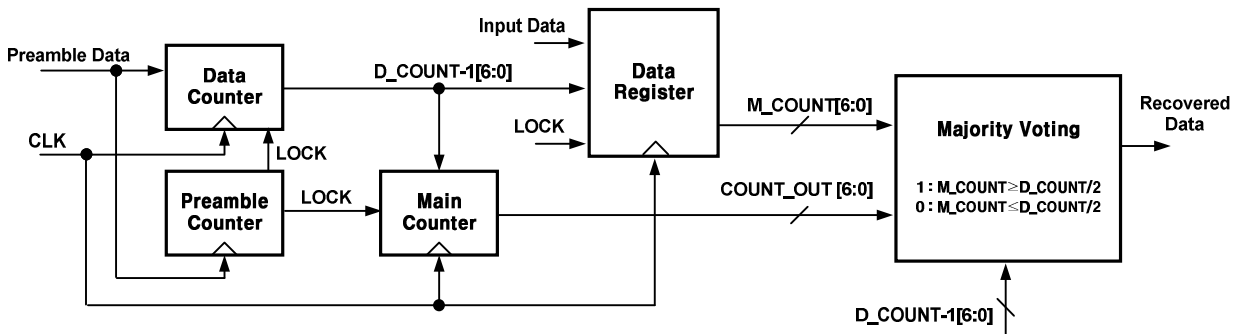 Input Data
Preamble Data
Data
Counter
D_COUNT-1[6:0]
Data
Register
M_COUNT[6:0]
Recovered
Data
Majority Voting
LOCK
CLK
LOCK
Preamble
Counter
LOCK
Main
Counter
COUNT_OUT [6:0]
1 : M_COUNT≥D_COUNT/2
0 : M_COUNT≤D_COUNT/2
D_COUNT-1[6:0]